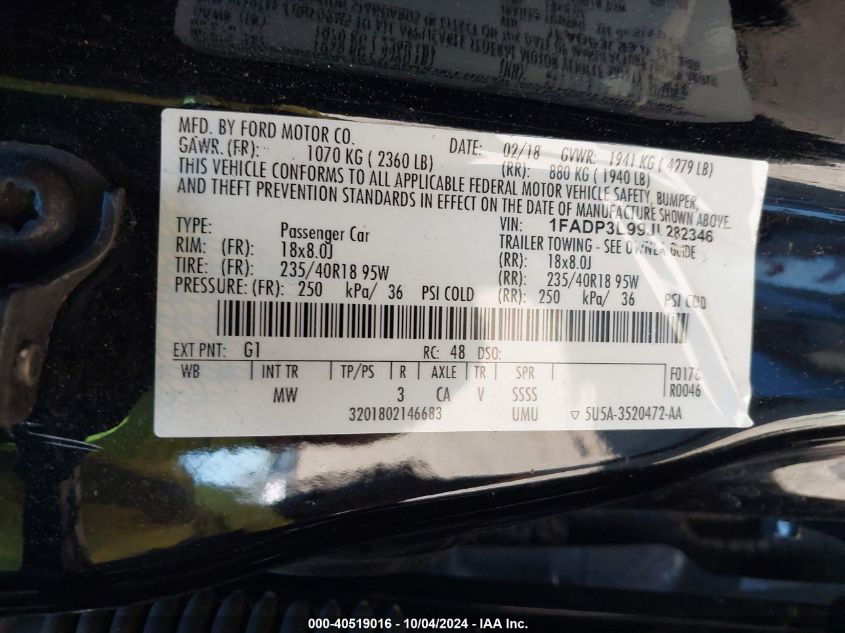 MFD. BY FORD MOTOR CO. DATE: 02/18 GVWR: 1941 KG ( 4279 LB)
GAWR. (FR): 1070 KG ( 2360 LB) (RR): 880 KG ( 1940 LB)
THIS VEHICLE CONFORMS TO ALL APPLICABLE FEDERAL MOTOR VEHICLE SAFETY, BUMPER,
AND THEFT PREVENTION STANDARDS IN EFFECT ON THE DATE OF MANUFACTURE SHOWN ABOVE.
VIN: 1FADP3L99JL282346
TYPE: Passenger Car TRAILER TOWING - SEE OWNER GUIDE
RIM: (FR): 18x8.0J (RR): 18x8.0J
TIRE: (FR): 235/40R18 95W (RR): 235/40R18 95W
PRESSURE: (FR): 250 kPa/ 36 PSI COLD (RR): 250 kPa/ 36 PSI COLD
EXT PNT: G1 RC: 48 DSO:
WB INT TR TP/PS R AXLE TR SPR F017C
MW 3 CA V SSSS R0046
3201802146683 UMU ▽ 5U5A-3520472-AA
000-40519016 - 10/04/2024 - www.iaai.com/